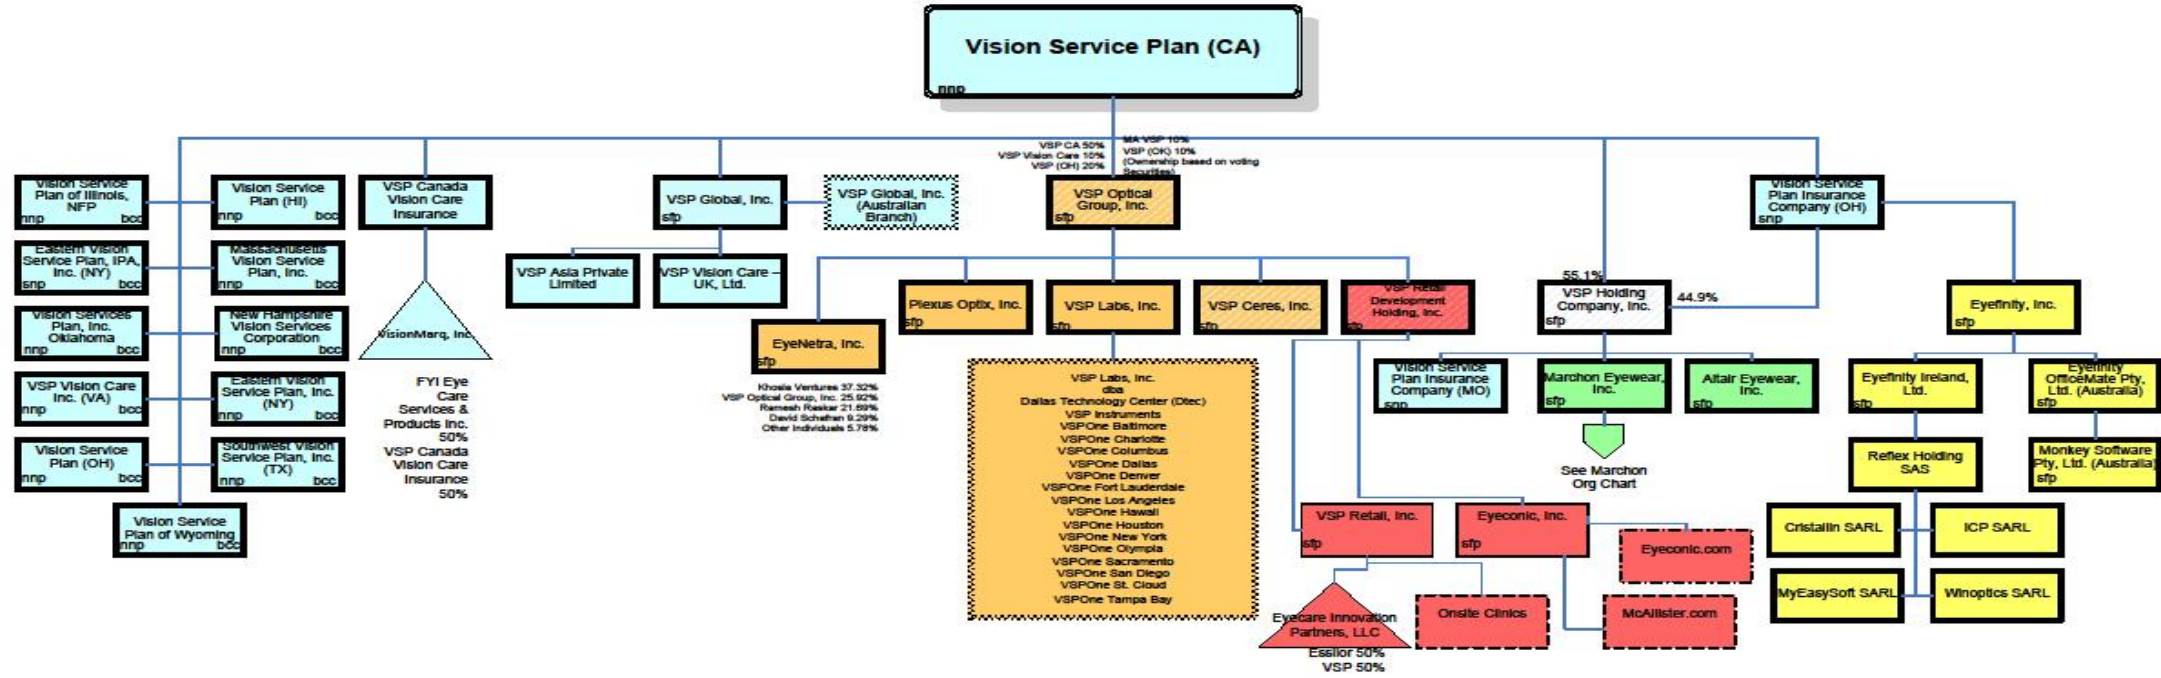 Vision Service Plan (CA)
nnp
VSP CA 50%
VSP Vision Care 10%
VSP (OH) 20%
MA VSP 10%
VSP (OK) 10%
(Ownership based on voting
Securities)
Vision Service
Plan of Illinois,
NFP
nnp bcc
Vision Service
Plan (HI)
nnp bcc
Eastern Vision
Service Plan, IPA,
Inc. (NY)
snp bcc
Massachusetts
Vision Service
Plan, Inc.
nnp bcc
Vision Services
Plan, Inc.
Oklahoma
nnp bcc
New Hampshire
Vision Services
Corporation
nnp bcc
VSP Vision Care
Inc. (VA)
nnp bcc
Eastern Vision
Service Plan, Inc.
(NY)
nnp bcc
Vision Service
Plan (OH)
nnp bcc
Southwest Vision
Service Plan, Inc.
(TX)
nnp bcc
Vision Service
Plan of Wyoming
nnp bcc
VSP Canada
Vision Care
Insurance
VisionMarq, Inc.
FYI Eye
Care
Services &
Products Inc.
50%
VSP Canada
Vision Care
Insurance
50%
VSP Global, Inc.
sfp
VSP Global, Inc.
(Australian
Branch)
VSP Asia Private
Limited
VSP Vision Care –
UK, Ltd.
VSP Optical
Group, Inc.
sfp
EyeNetra, Inc.
sfp
Khosla Ventures 37.32%
VSP Optical Group, Inc. 25.92%
Ramesh Raskar 21.69%
David Schafran 9.29%
Other Individuals 5.78%
Plexus Optix, Inc.
sfp
VSP Labs, Inc.
sfp
VSP Ceres, Inc.
sfp
VSP Retail
Development
Holding, Inc.
sfp
VSP Labs, Inc.
dba
Dallas Technology Center (Dtec)
VSP Instruments
VSPOne Baltimore
VSPOne Charlotte
VSPOne Columbus
VSPOne Dallas
VSPOne Denver
VSPOne Fort Lauderdale
VSPOne Los Angeles
VSPOne Hawaii
VSPOne Houston
VSPOne New York
VSPOne Olympia
VSPOne Sacramento
VSPOne San Diego
VSPOne St. Cloud
VSPOne Tampa Bay
VSP Retail, Inc.
sfp
Eyeconic, Inc.
sfp
Eyeconic.com
McAllister.com
Onsite Clinics
Eyecare Innovation
Partners, LLC
Essilor 50%
VSP 50%
55.1%
VSP Holding
Company, Inc.
sfp
44.9%
Vision Service
Plan Insurance
Company (OH)
snp
Vision Service
Plan Insurance
Company (MO)
snp
Marchon Eyewear,
Inc.
sfp
Altair Eyewear,
Inc.
sfp
See Marchon
Org Chart
Eyefinity, Inc.
sfp
Eyefinity Ireland,
Ltd.
sfp
Eyefinity
OfficeMate Pty,
Ltd. (Australia)
sfp
Reflex Holding
SAS
Monkey Software
Pty, Ltd. (Australia)
sfp
Cristallin SARL
ICP SARL
MyEasySoft SARL
Winoptics SARL